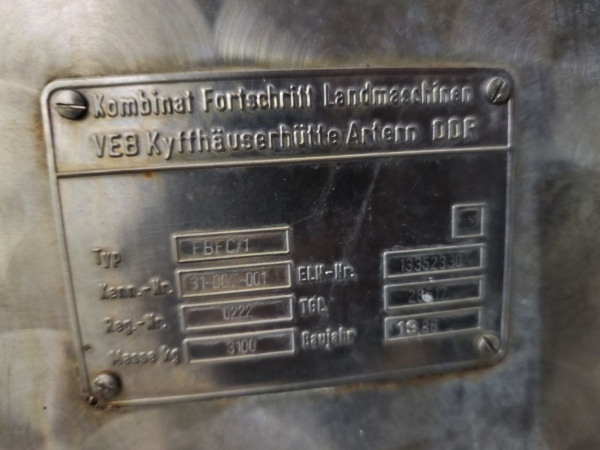 Kombinat Fortschritt Landmaschinen
VEB Kyffhäuserhütte Artern DDR
S
Typ FBFC/1
Kenn.-Nr. ELN-Nr. 13352330
Reg.-Nr. 0222 TGL
Masse kg 3100 Baujahr 1986